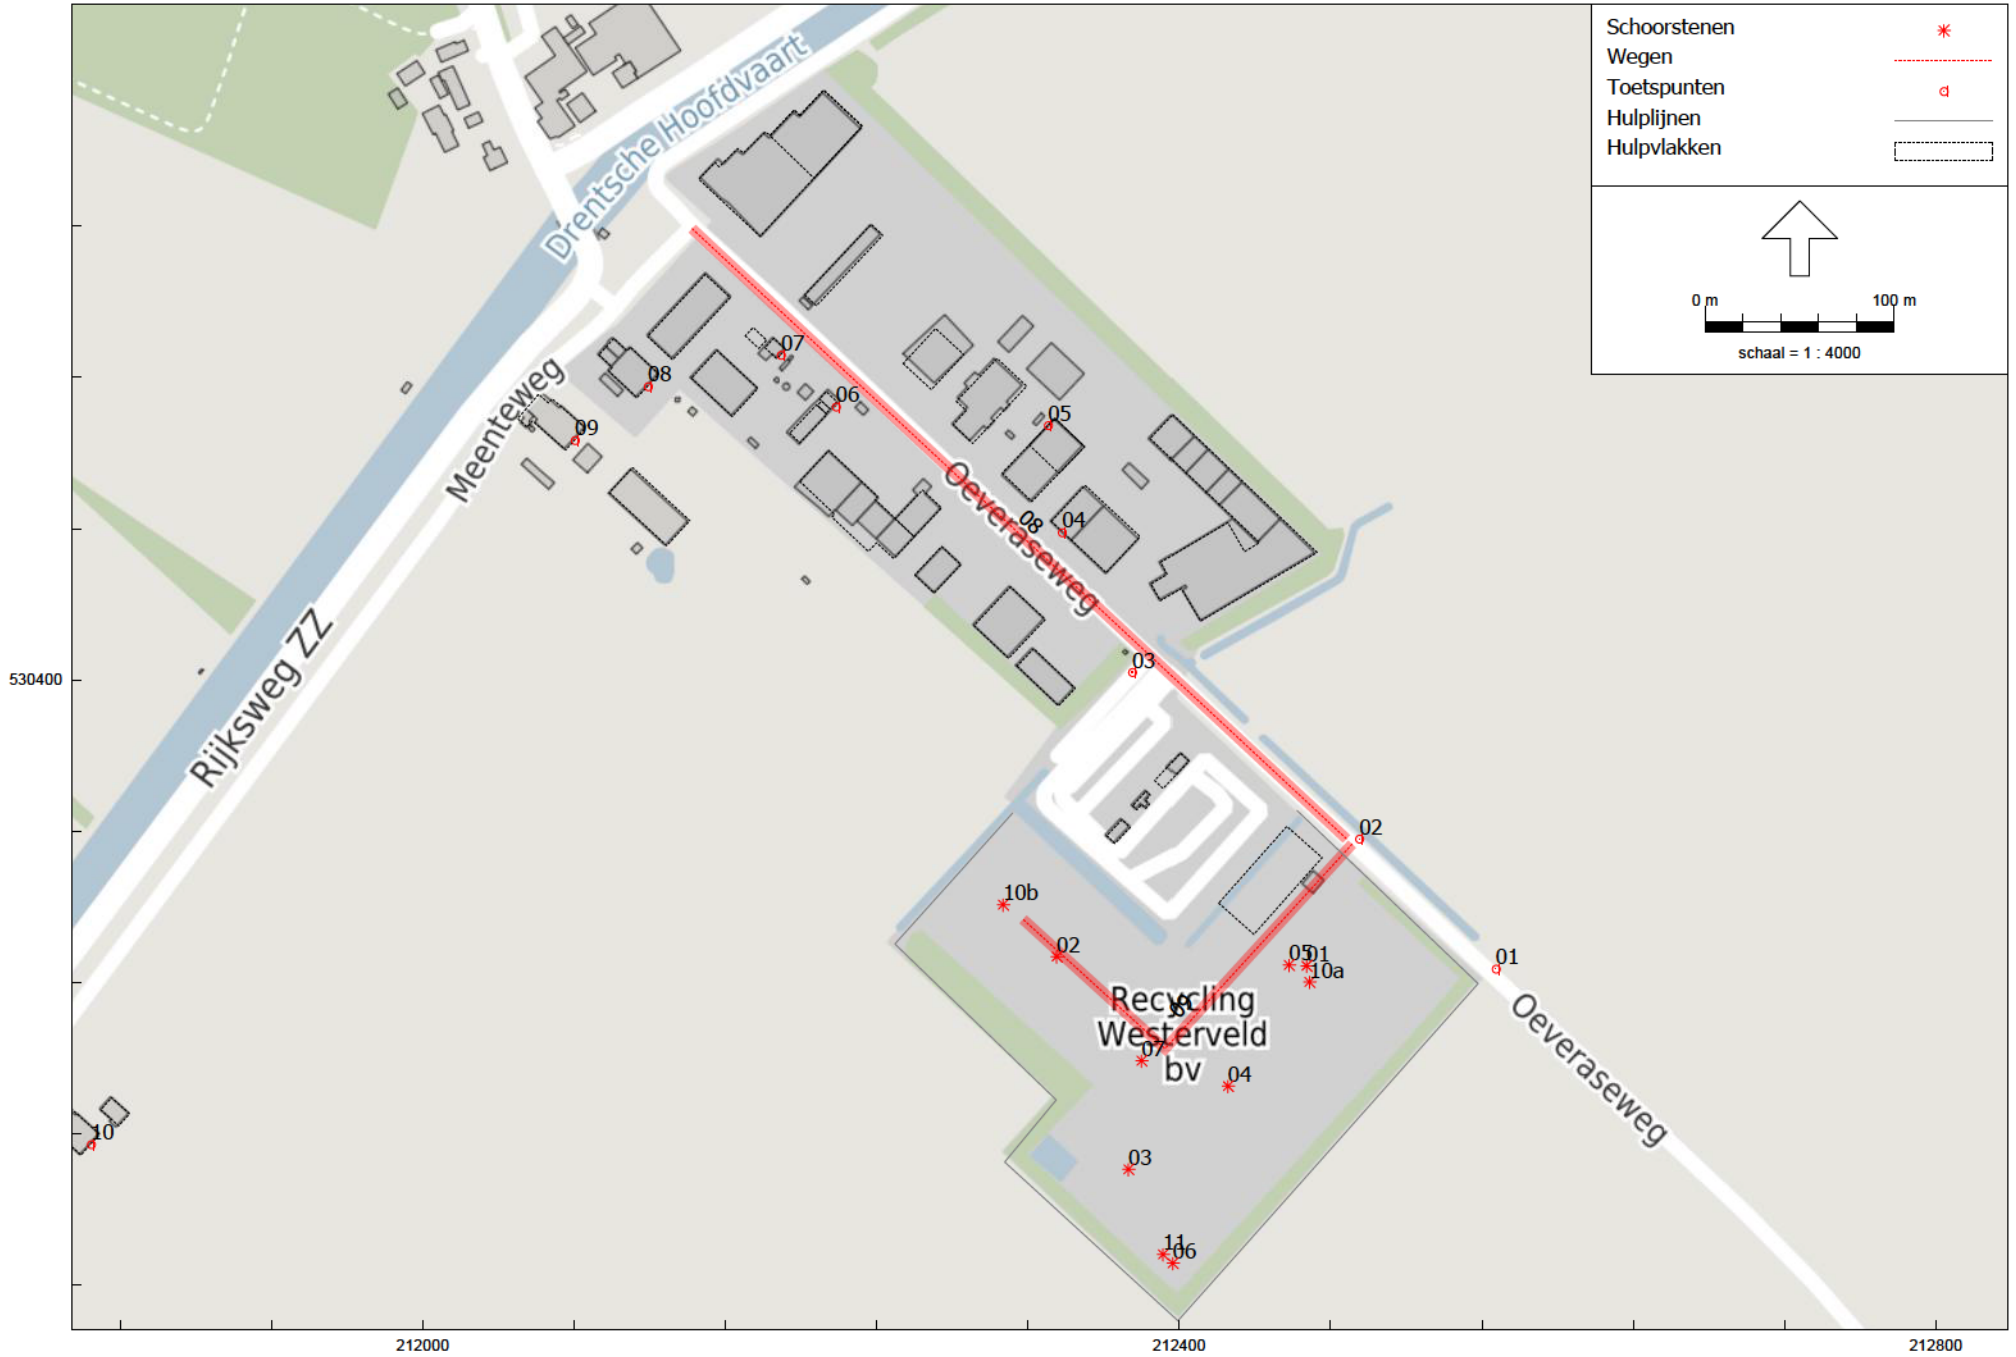 Schoorstenen
Wegen
Toetspunten
Hulplijnen
Hulpvlakken
0 m
100 m
schaal = 1 : 4000
Drentsche Hoofdvaart
Meenteweg
Rijksweg ZZ
07
08
06
09
05
Oeveraseweg
08
04
03
530400
02
10b
02
05
01
10a
01
Recycling
Westerveld
bv
09
07
04
Oeveraseweg
10
03
11
06
212000
212400
212800